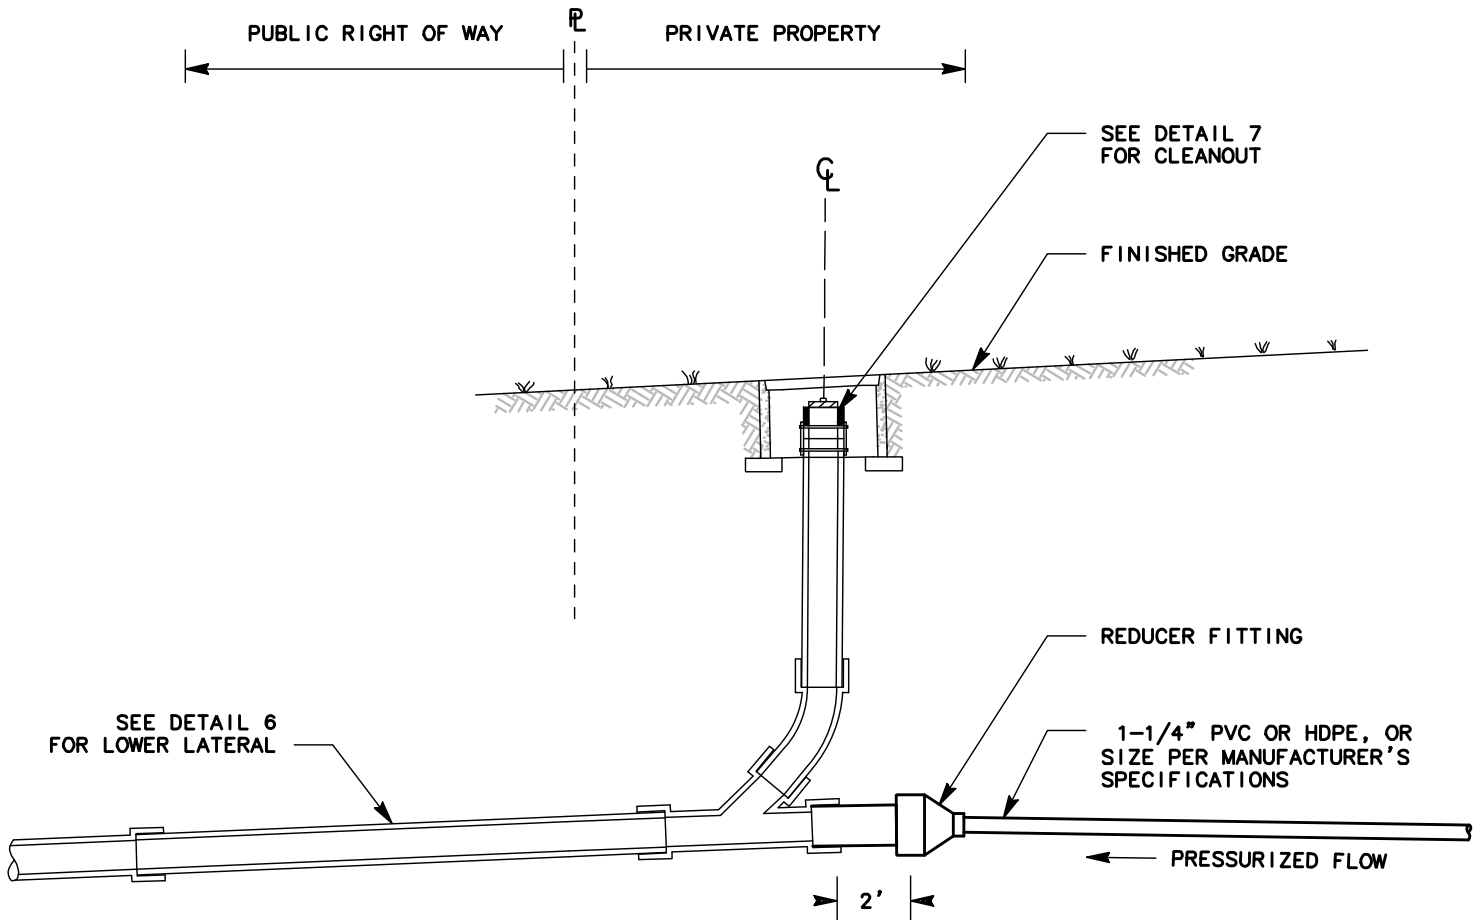 PL
PUBLIC RIGHT OF WAY
PRIVATE PROPERTY
SEE DETAIL 7
FOR CLEANOUT
CL
FINISHED GRADE
REDUCER FITTING
SEE DETAIL 6
FOR LOWER LATERAL
1-1/4" PVC OR HDPE, OR
SIZE PER MANUFACTURER'S
SPECIFICATIONS
PRESSURIZED FLOW
2'